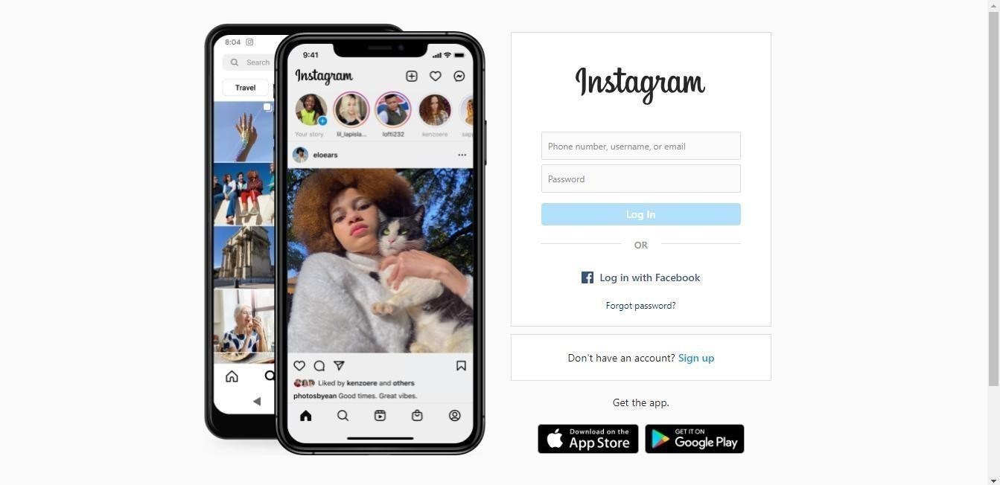 8:04
Search
Travel
9:41
Instagram
Your story
lil_lapisla...
lofti232
kenzoere
sap
eloears
Liked by kenzoere and others
photosbyean Good times. Great vibes.
Instagram
Phone number, username, or email
Password
Log In
OR
Log in with Facebook
Forgot password?
Don't have an account? Sign up
Get the app.
Download on the
App Store
GET IT ON
Google Play